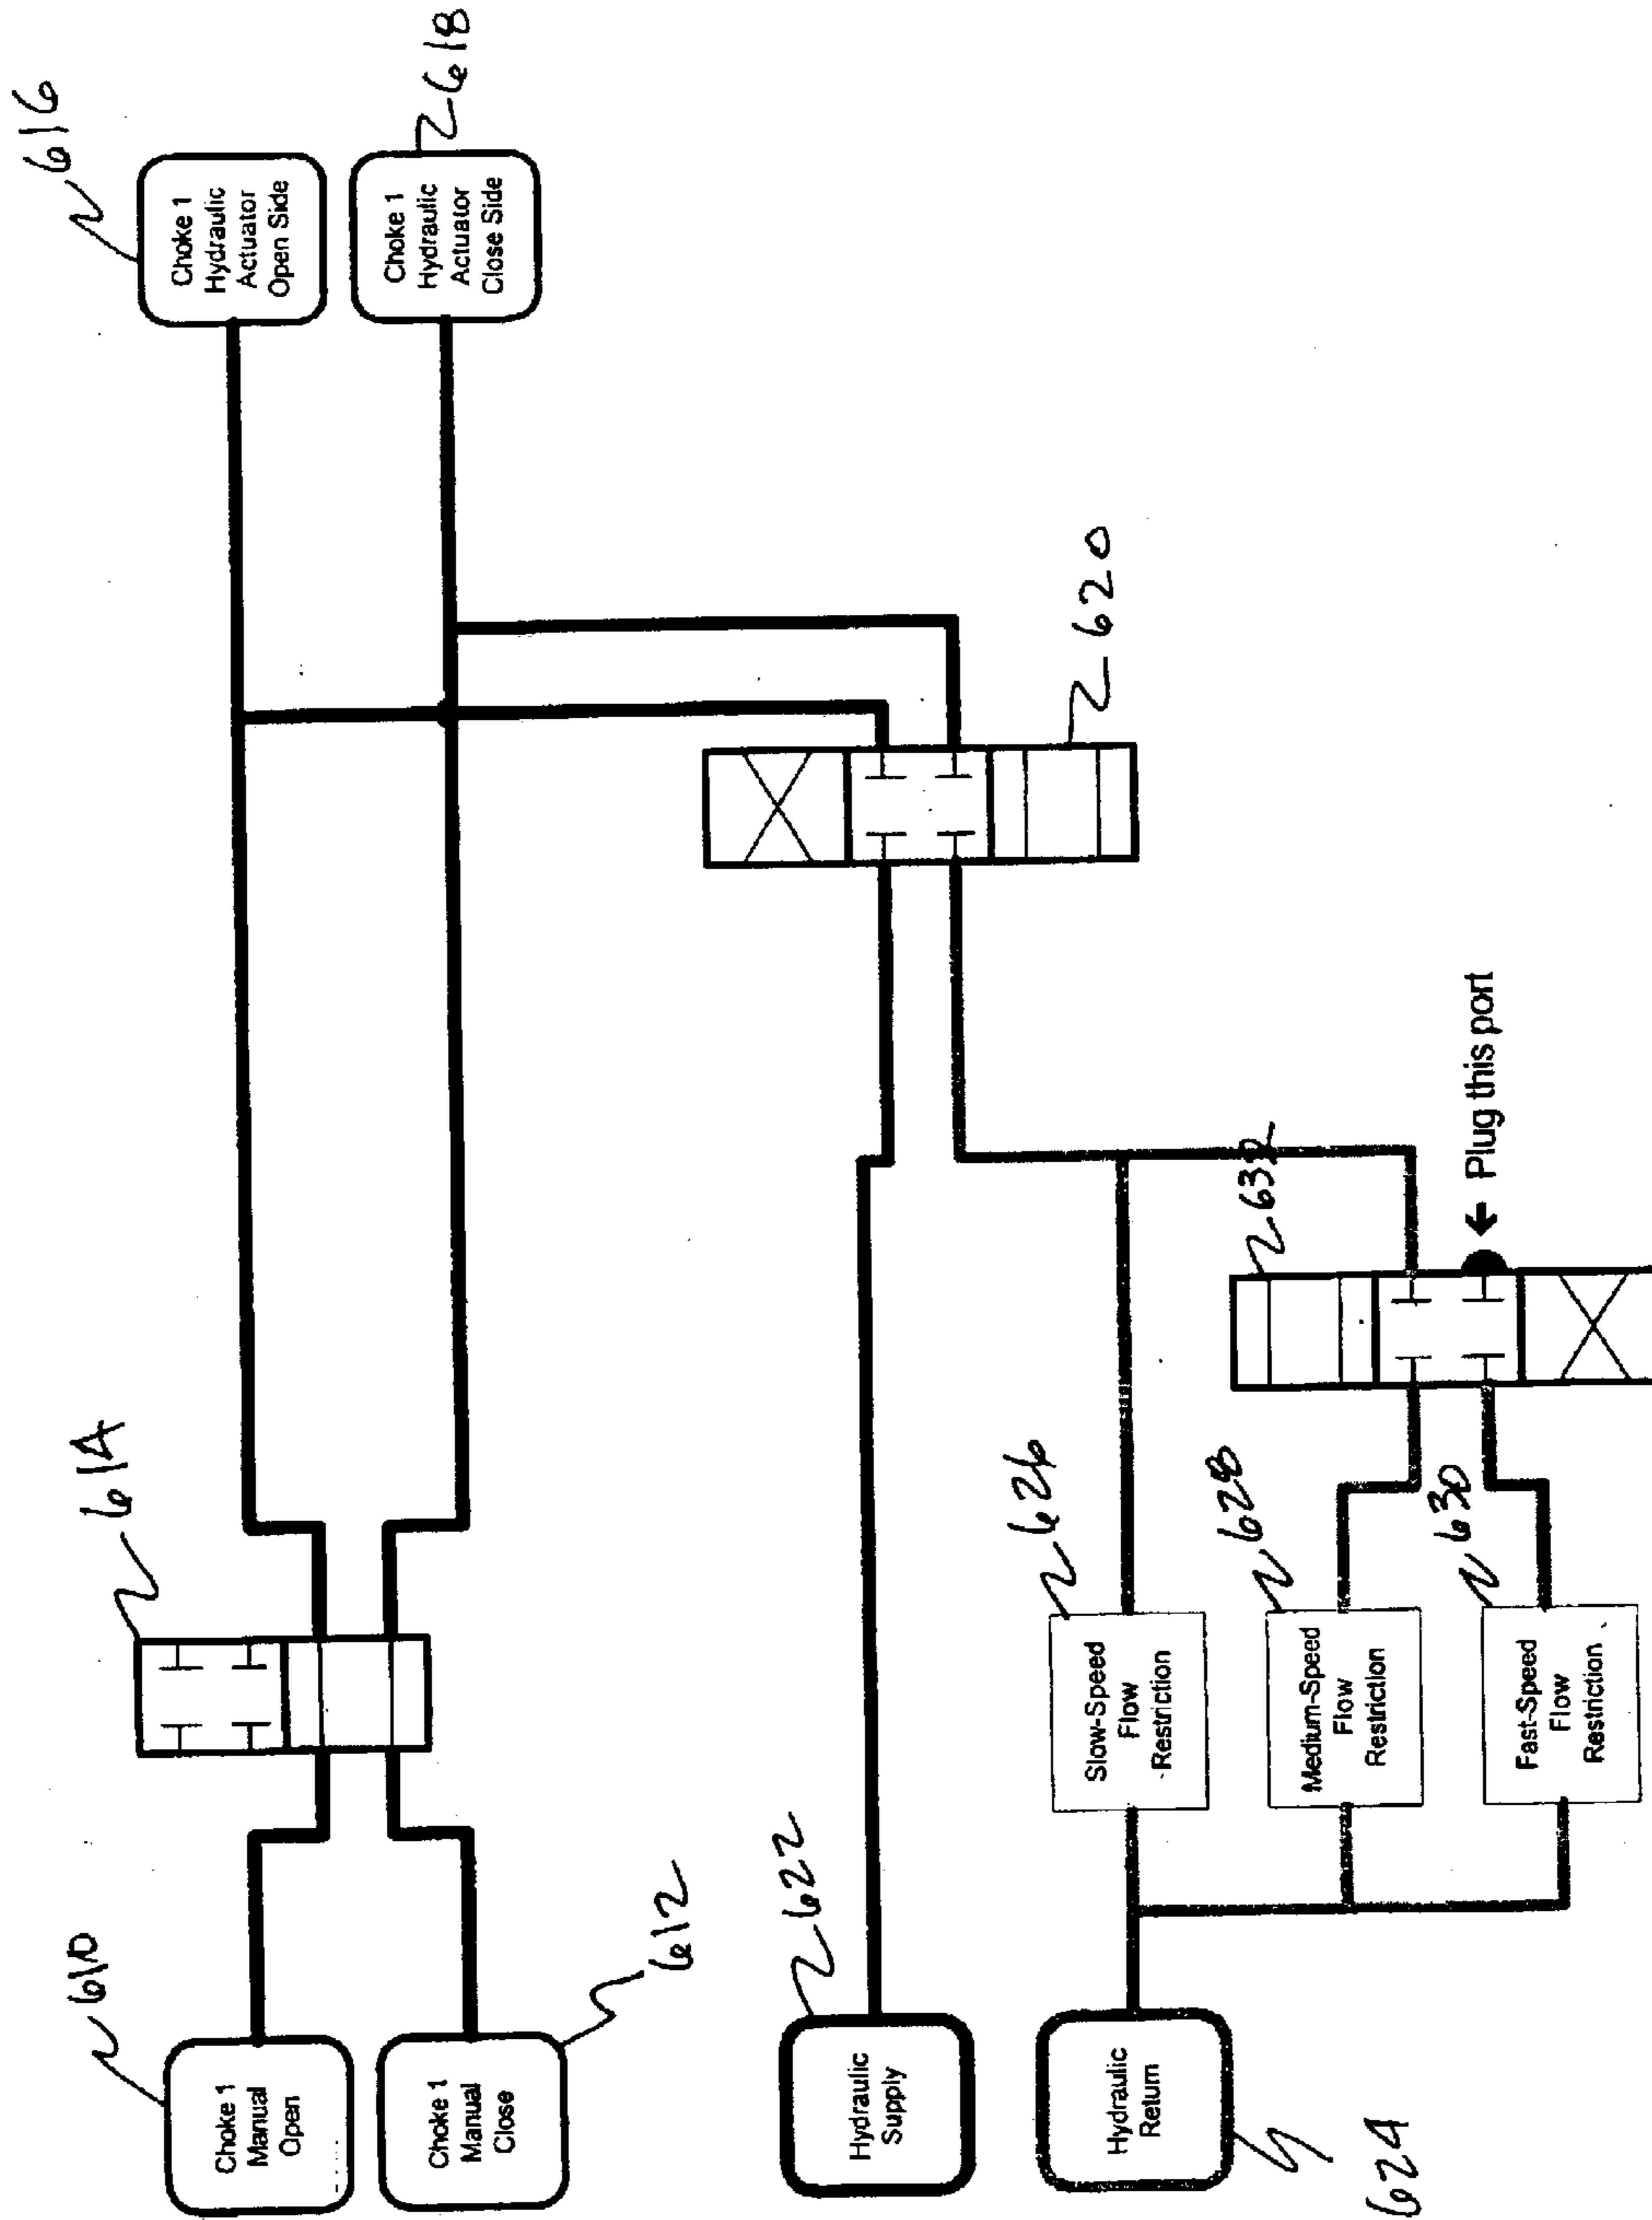 616
Choke 1
Hydraulic
Actuator
Open Side
618
Choke 1
Hydraulic
Actuator
Close Side
614
610
Choke 1
Manual
Open
612
Choke 1
Manual
Close
620
622
Hydraulic
Supply
624
Hydraulic
Return
626
Slow-Speed
Flow
Restriction
628
Medium-Speed
Flow
Restriction
630
Fast-Speed
Flow
Restriction
632
← Plug this port